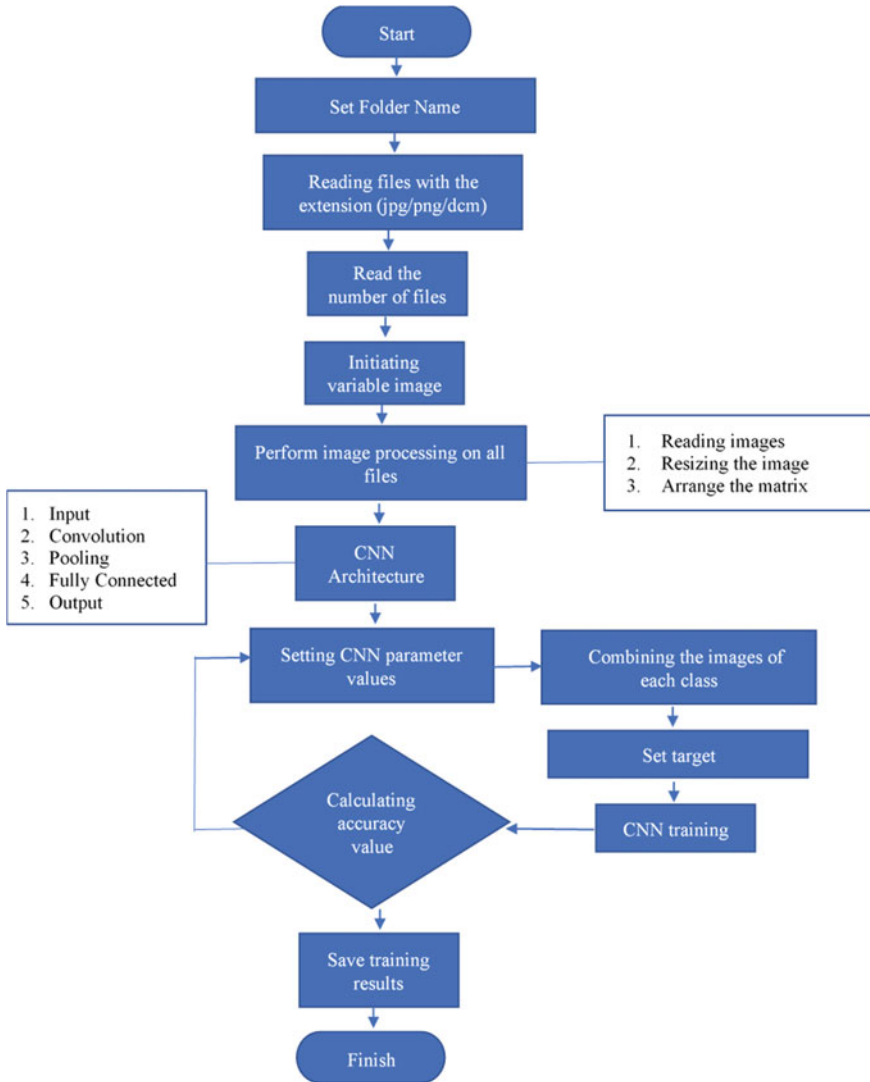 Start
Set Folder Name
Reading files with the
extension (jpg/png/dcm)
Read the
number of files
Initiating
variable image
Perform image processing on all
files
1. Reading images
2. Resizing the image
3. Arrange the matrix
1. Input
2. Convolution
3. Pooling
4. Fully Connected
5. Output
CNN
Architecture
Setting CNN parameter
values
Combining the images of
each class
Set target
CNN training
Calculating
accuracy
value
Save training
results
Finish